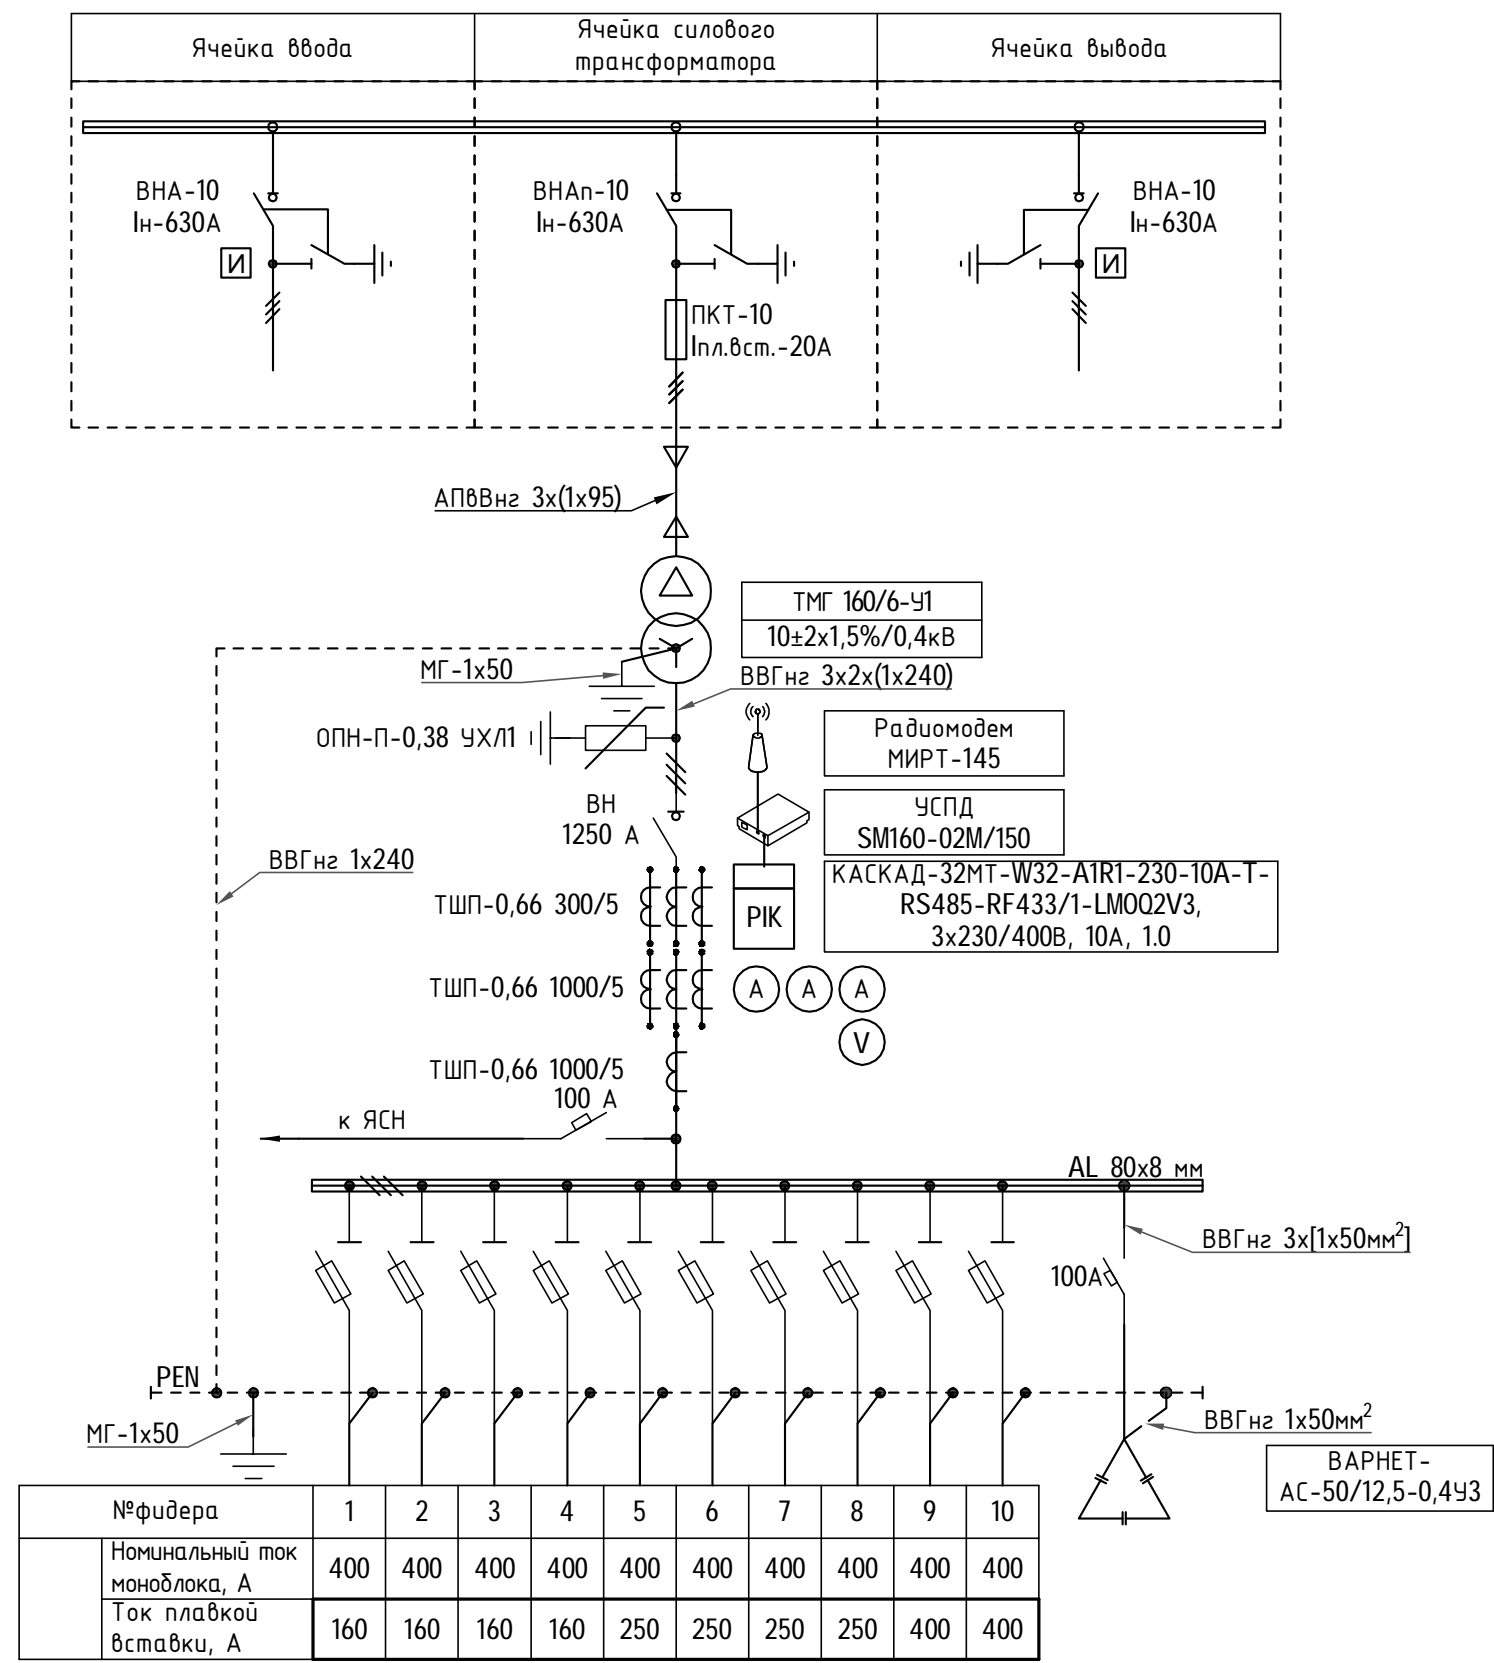 Ячейка ввода
Ячейка силового
трансформатора
Ячейка вывода
ВНА-10
Iн-630А
И
ВНАп-10
Iн-630А
ВНА-10
Iн-630А
И
ПКТ-10
Iпл.вст.-20А
АПвВнг 3х(1х95)
ТМГ 160/6-У1
10±2х1,5%/0,4кВ
МГ-1х50
ВВГнг 3х2х(1х240)
ОПН-П-0,38 УХЛ1
Радиомодем
МИРТ-145
ВН
1250 А
УСПД
SM160-02M/150
ВВГнг 1х240
КАСКАД-32МТ-W32-A1R1-230-10A-T-
RS485-RF433/1-LMOQ2V3,
3х230/400В, 10А, 1.0
ТШП-0,66 300/5
PIK
ТШП-0,66 1000/5
A A A
V
ТШП-0,66 1000/5
100 А
к ЯСН
AL 80х8 мм
ВВГнг 3х[1х50мм²]
100А
PEN
МГ-1х50
ВВГнг 1х50мм²
ВАРНЕТ-
АС-50/12,5-0,4У3
№фидера 1 2 3 4 5 6 7 8 9 10
Номинальный ток
моноблока, А 400 400 400 400 400 400 400 400 400 400
Ток плавкой
вставки, А 160 160 160 160 250 250 250 250 400 400